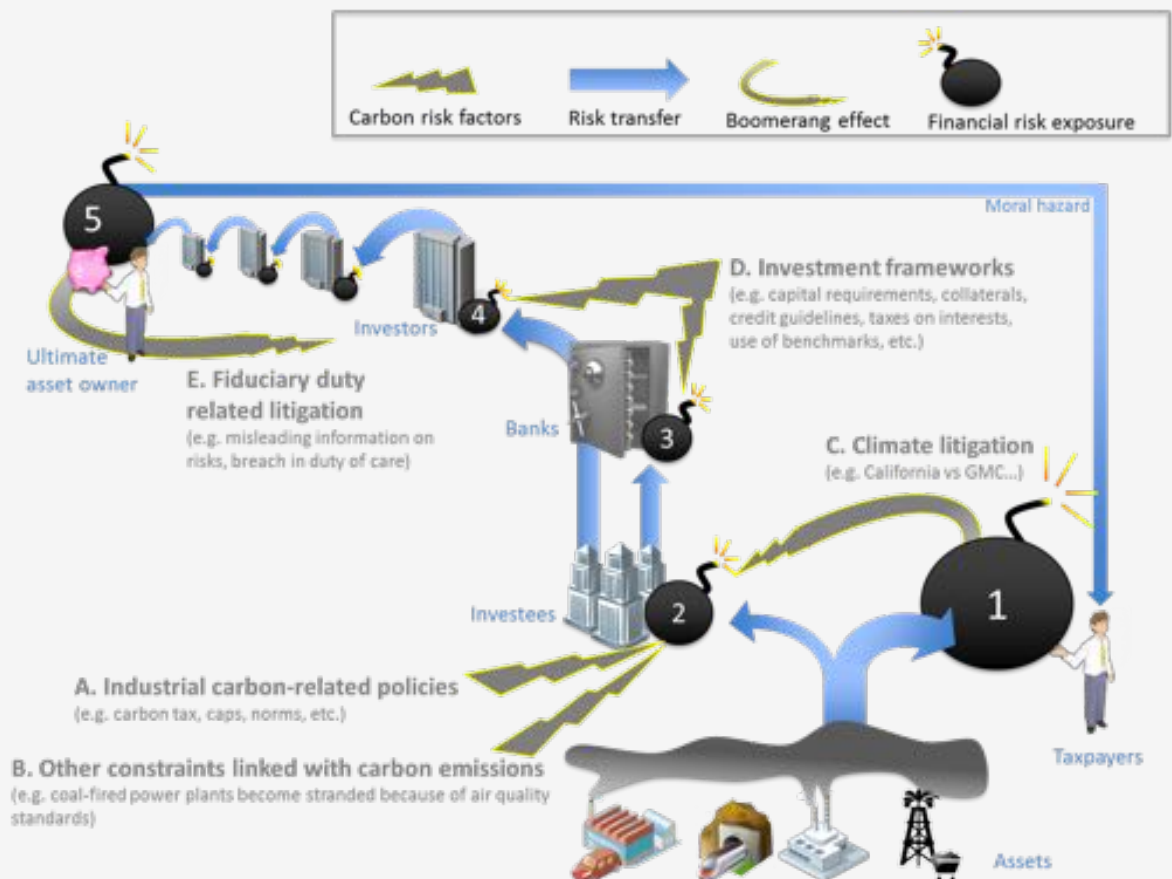 Carbon risk factors
Risk transfer
Boomerang effect
Financial risk exposure
5
Moral hazard
4
Investors
D. Investment frameworks
(e.g. capital requirements, collaterals,
credit guidelines, taxes on interests,
use of benchmarks, etc.)
Ultimate
asset owner
E. Fiduciary duty
related litigation
(e.g. misleading information on
risks, breach in duty of care)
Banks
3
C. Climate litigation
(e.g. California vs GMC...)
1
Investees
2
A. Industrial carbon-related policies
(e.g. carbon tax, caps, norms, etc.)
Taxpayers
B. Other constraints linked with carbon emissions
(e.g. coal-fired power plants become stranded because of air quality
standards)
Assets